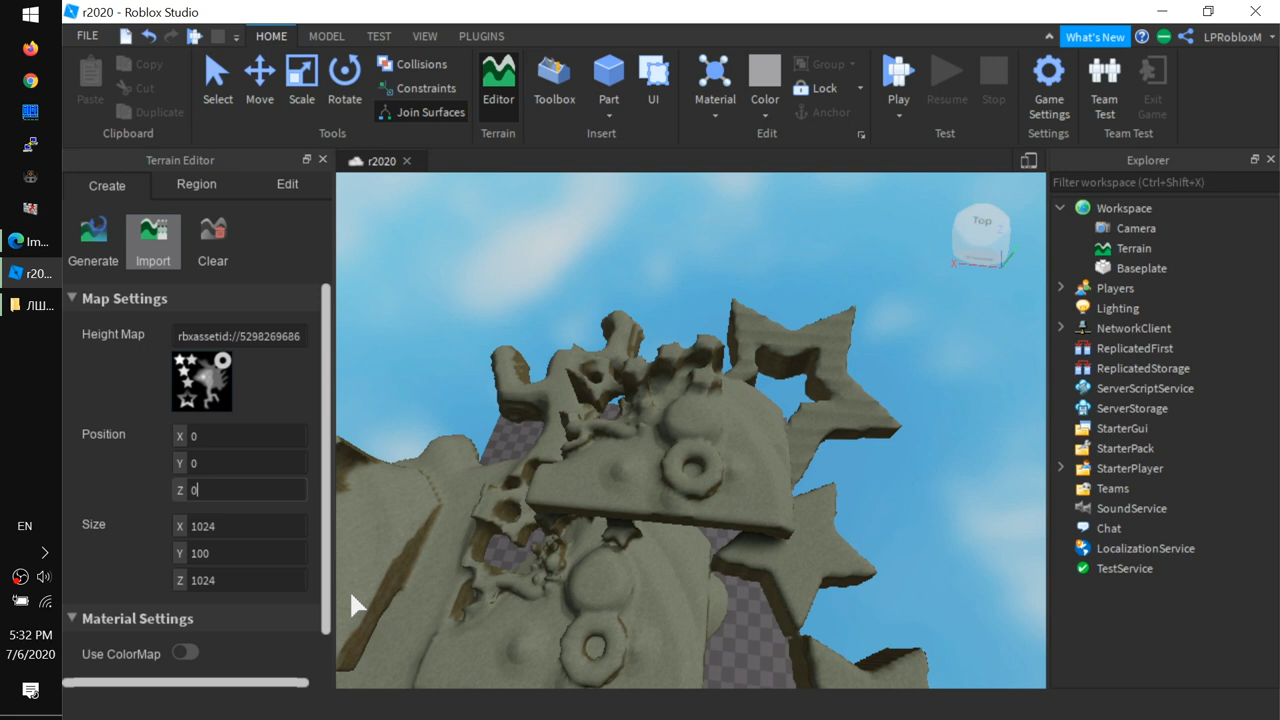 r2020 - Roblox Studio
FILE
HOME
MODEL
TEST
VIEW
PLUGINS
What's New
LPRobloxM
Paste
Copy
Cut
Duplicate
Clipboard
Select
Move
Scale
Rotate
Collisions
Constraints
Join Surfaces
Tools
Editor
Terrain
Toolbox
Part
UI
Insert
Material
Color
Group
Lock
Anchor
Edit
Play
Resume
Stop
Test
Game Settings
Settings
Team Test
Exit Game
Team Test
Terrain Editor
Create
Region
Edit
Generate
Import
Clear
Map Settings
Height Map
rbxassetid://5298269686
Position
X 0
Y 0
Z 0
Size
X 1024
Y 100
Z 1024
Material Settings
Use ColorMap
r2020
Top
X
Z
Explorer
Filter workspace (Ctrl+Shift+X)
Workspace
Camera
Terrain
Baseplate
Players
Lighting
NetworkClient
ReplicatedFirst
ReplicatedStorage
ServerScriptService
ServerStorage
StarterGui
StarterPack
StarterPlayer
Teams
SoundService
Chat
LocalizationService
TestService
Im...
r20...
ЛШ...
EN
5:32 PM
7/6/2020